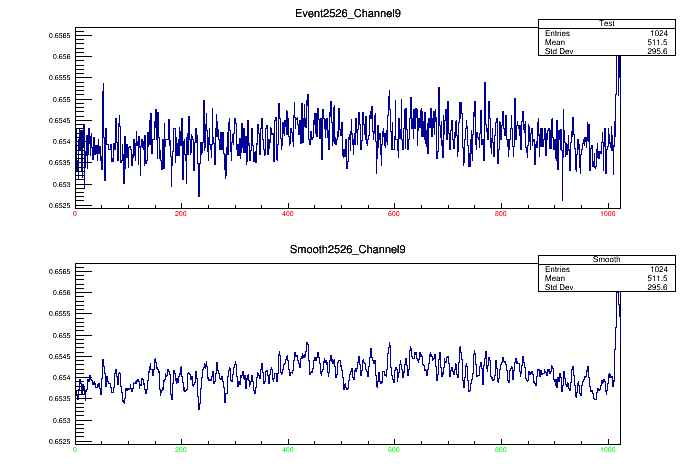 Event2526_Channel9
Test
Entries 1024
Mean 511.5
Std Dev 295.6
0.6565
0.656
0.6555
0.655
0.6545
0.654
0.6535
0.653
0.6525
0 200 400 600 800 1000
Smooth2526_Channel9
Smooth
Entries 1024
Mean 511.5
Std Dev 295.6
0.6565
0.656
0.6555
0.655
0.6545
0.654
0.6535
0.653
0.6525
0 200 400 600 800 1000